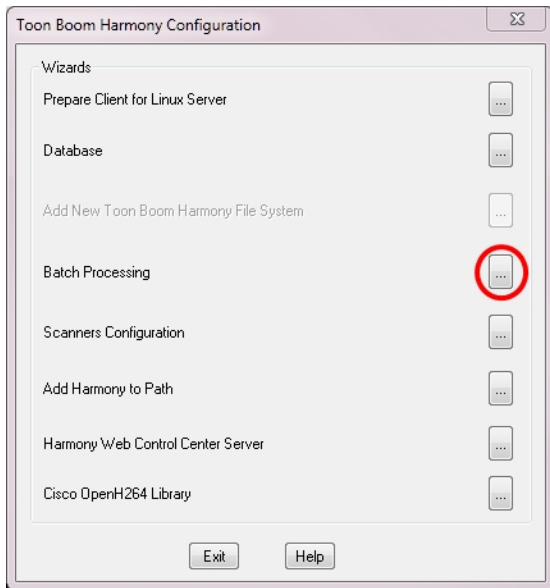 Toon Boom Harmony Configuration
Wizards
Prepare Client for Linux Server
...
Database
...
Add New Toon Boom Harmony File System
...
Batch Processing
...
Scanners Configuration
...
Add Harmony to Path
...
Harmony Web Control Center Server
...
Cisco OpenH264 Library
...
Exit
Help